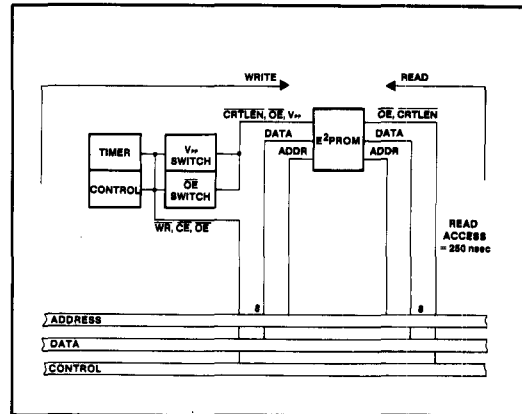 WRITE
READ
CRTLEN, OE, VPP
OE, CRTLEN
DATA
DATA
E²PROM
ADDR
ADDR
TIMER
VPP
SWITCH
CONTROL
OE
SWITCH
WR, CE, OE
READ
ACCESS
= 250 nsec
8
8
ADDRESS
DATA
CONTROL